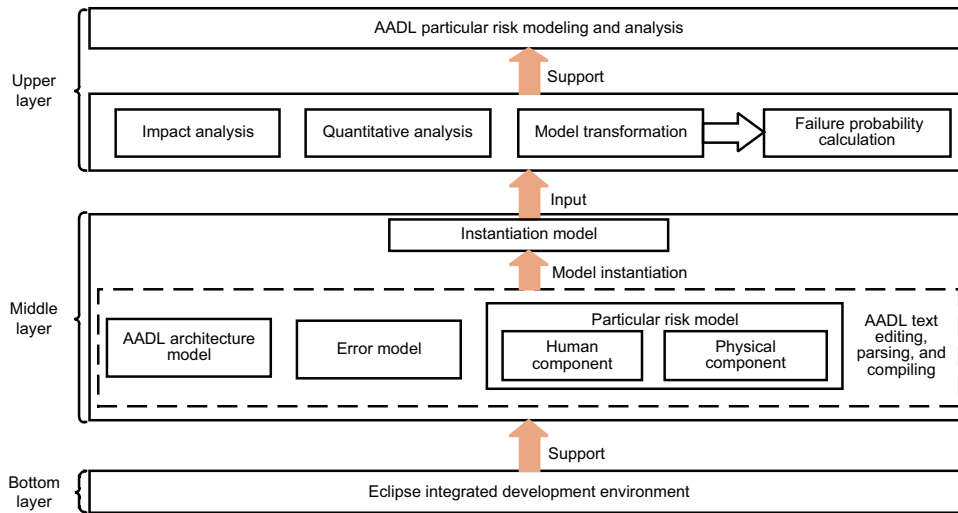 AADL particular risk modeling and analysis
Upper
layer
Support
Impact analysis
Quantitative analysis
Model transformation
Failure probability
calculation
Input
Instantiation model
Model instantiation
Middle
layer
AADL architecture
model
Error model
Particular risk model
Human
component
Physical
component
AADL text
editing,
parsing, and
compiling
Support
Bottom
layer
Eclipse integrated development environment